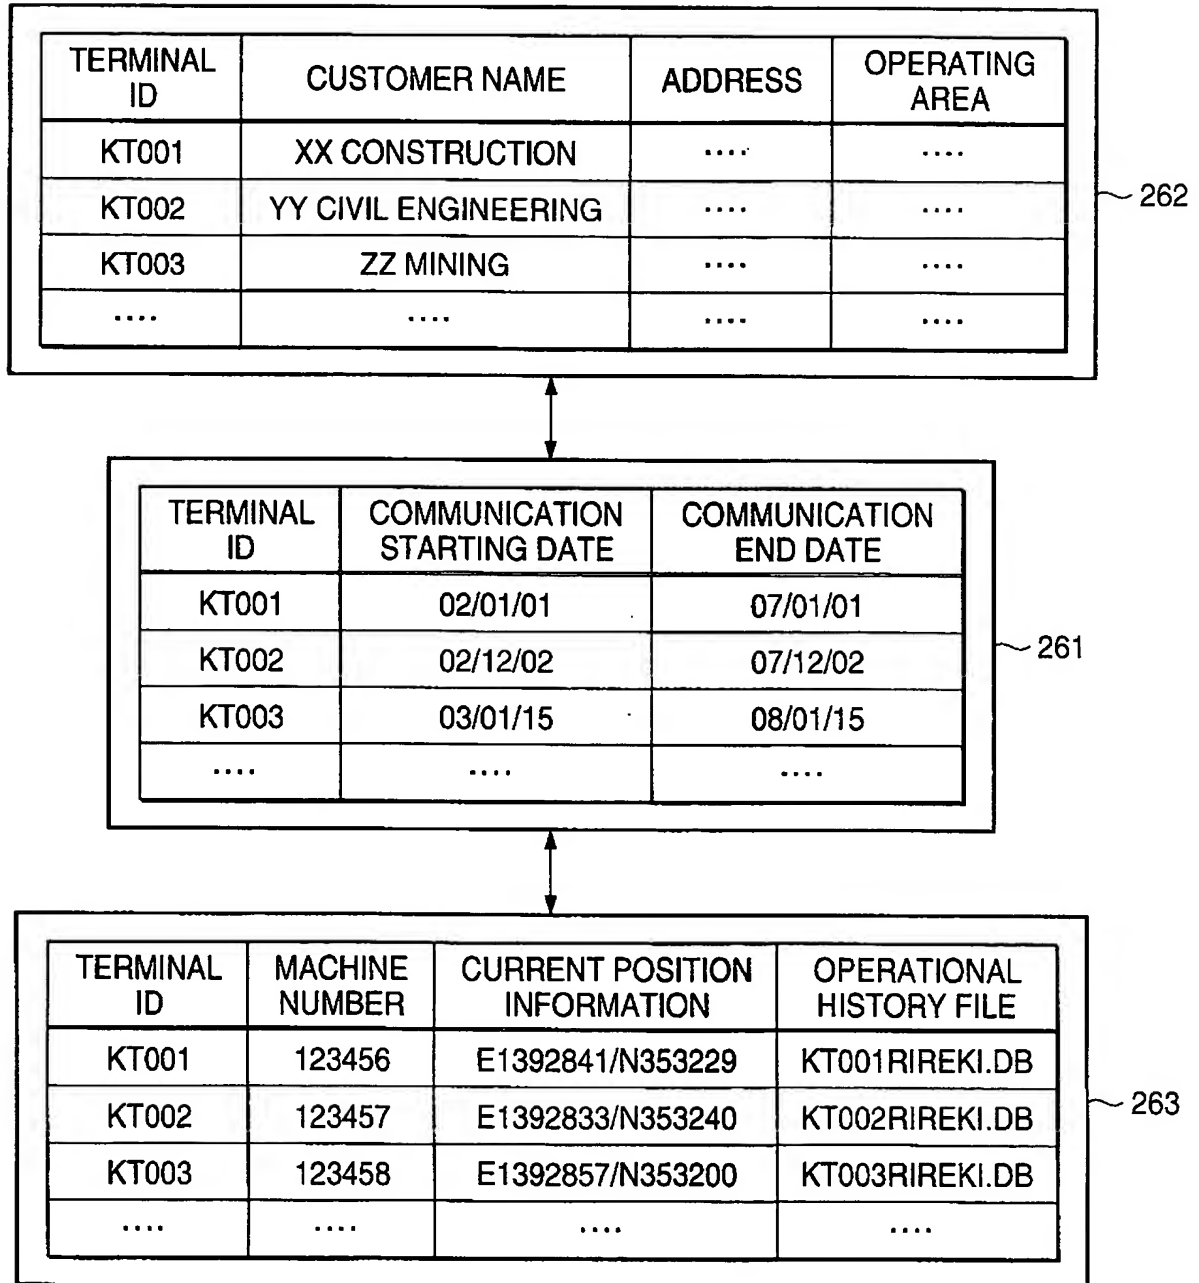 TERMINAL ID CUSTOMER NAME ADDRESS OPERATING AREA
KT001 XX CONSTRUCTION .... ....
KT002 YY CIVIL ENGINEERING .... ....
KT003 ZZ MINING .... ....
.... .... .... ....
262
TERMINAL ID COMMUNICATION STARTING DATE COMMUNICATION END DATE
KT001 02/01/01 07/01/01
KT002 02/12/02 07/12/02
KT003 03/01/15 08/01/15
.... .... ....
261
TERMINAL ID MACHINE NUMBER CURRENT POSITION INFORMATION OPERATIONAL HISTORY FILE
KT001 123456 E1392841/N353229 KT001RIREKI.DB
KT002 123457 E1392833/N353240 KT002RIREKI.DB
KT003 123458 E1392857/N353200 KT003RIREKI.DB
.... .... .... ....
263